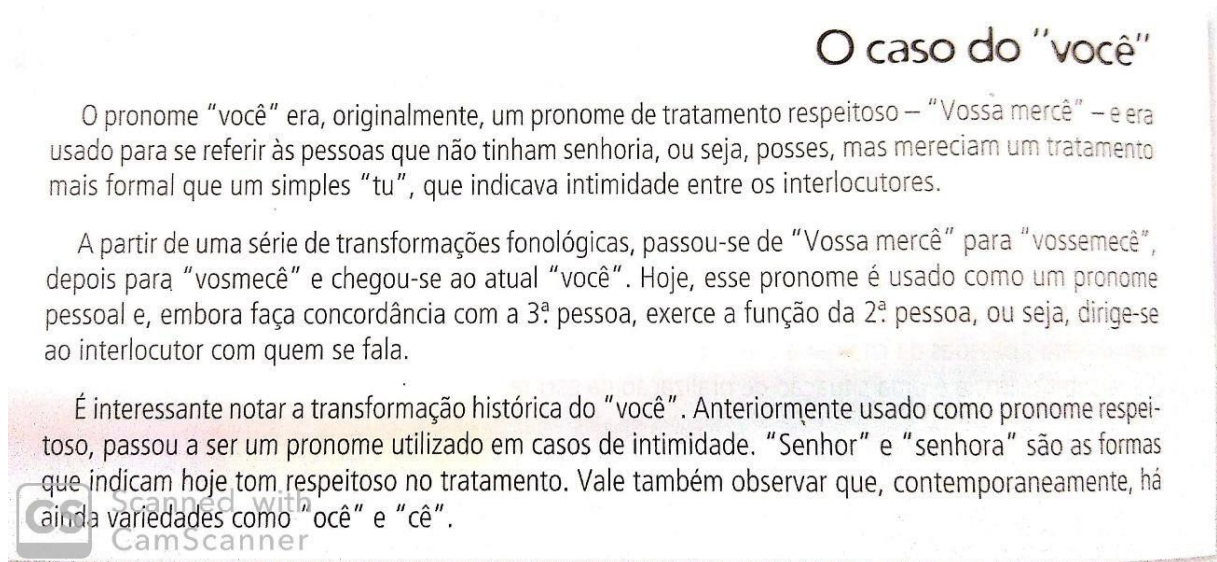 O caso do "você"
O pronome "você" era, originalmente, um pronome de tratamento respeitoso – "Vossa mercê" – e era
usado para se referir às pessoas que não tinham senhoria, ou seja, posses, mas mereciam um tratamento
mais formal que um simples "tu", que indicava intimidade entre os interlocutores.
A partir de uma série de transformações fonológicas, passou-se de "Vossa mercê" para "vossemecê",
depois para "vosmecê" e chegou-se ao atual "você". Hoje, esse pronome é usado como um pronome
pessoal e, embora faça concordância com a 3ª pessoa, exerce a função da 2ª pessoa, ou seja, dirige-se
ao interlocutor com quem se fala.
É interessante notar a transformação histórica do "você". Anteriormente usado como pronome respei-
toso, passou a ser um pronome utilizado em casos de intimidade. "Senhor" e "senhora" são as formas
que indicam hoje tom respeitoso no tratamento. Vale também observar que, contemporaneamente, há
ainda variedades como "ocê" e "cê".
CS Scanned with
CamScanner